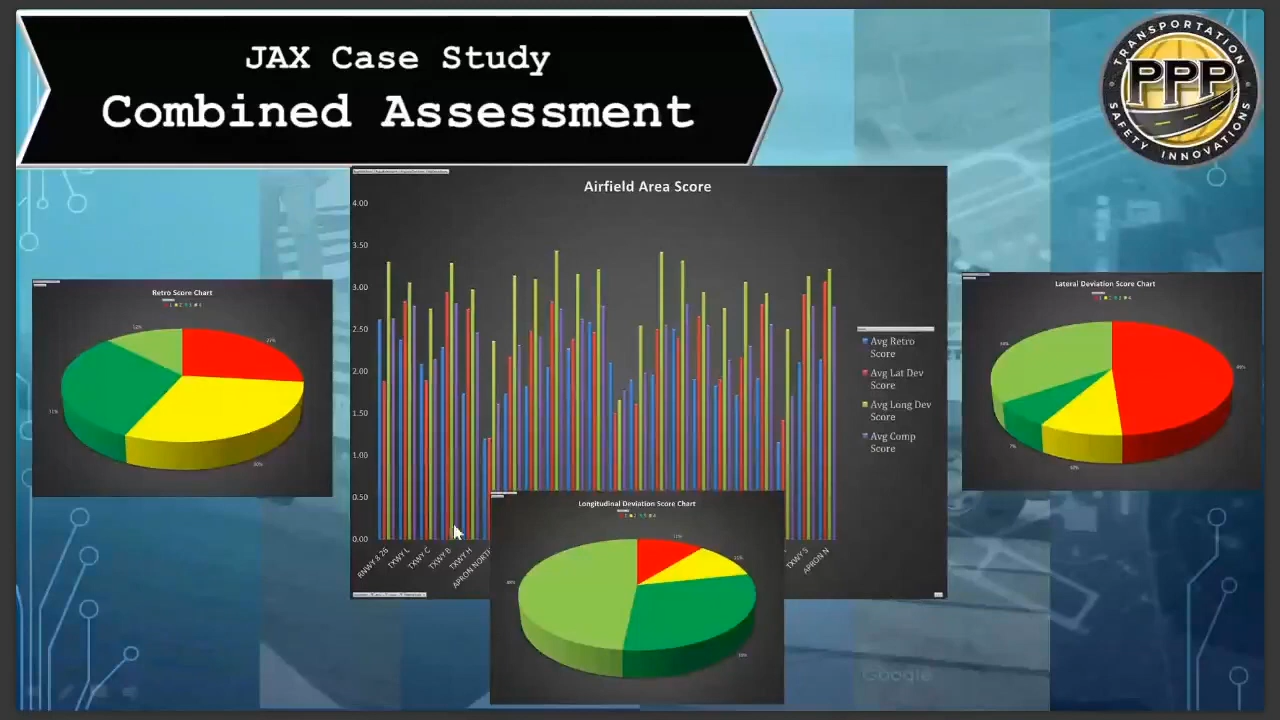 JAX Case Study
Combined Assessment
TRANSPORTATION
PPP
SAFETY INNOVATIONS
Airfield Area Score
4.00
3.50
3.00
2.50
2.00
1.50
1.00
0.50
0.00
RNWY 8 26
TXWY L
TXWY C
TXWY B
TXWY H
APRON NORTH
TXWY S
APRON N
Avg Retro
Score
Avg Lat Dev
Score
Avg Long Dev
Score
Avg Comp
Score
Retro Score Chart
Lateral Deviation Score Chart
Longitudinal Deviation Score Chart
Google